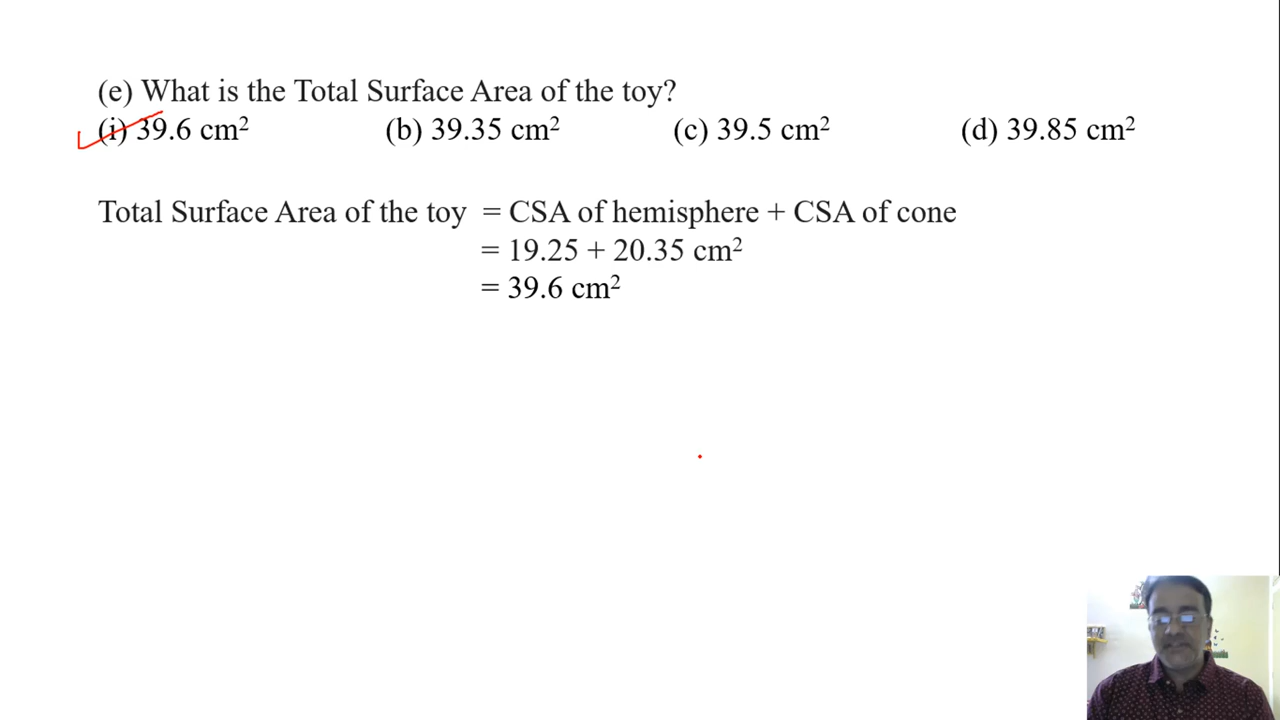 (e) What is the Total Surface Area of the toy?
(i) 39.6 cm² (b) 39.35 cm² (c) 39.5 cm² (d) 39.85 cm²
Total Surface Area of the toy = CSA of hemisphere + CSA of cone
= 19.25 + 20.35 cm²
= 39.6 cm²